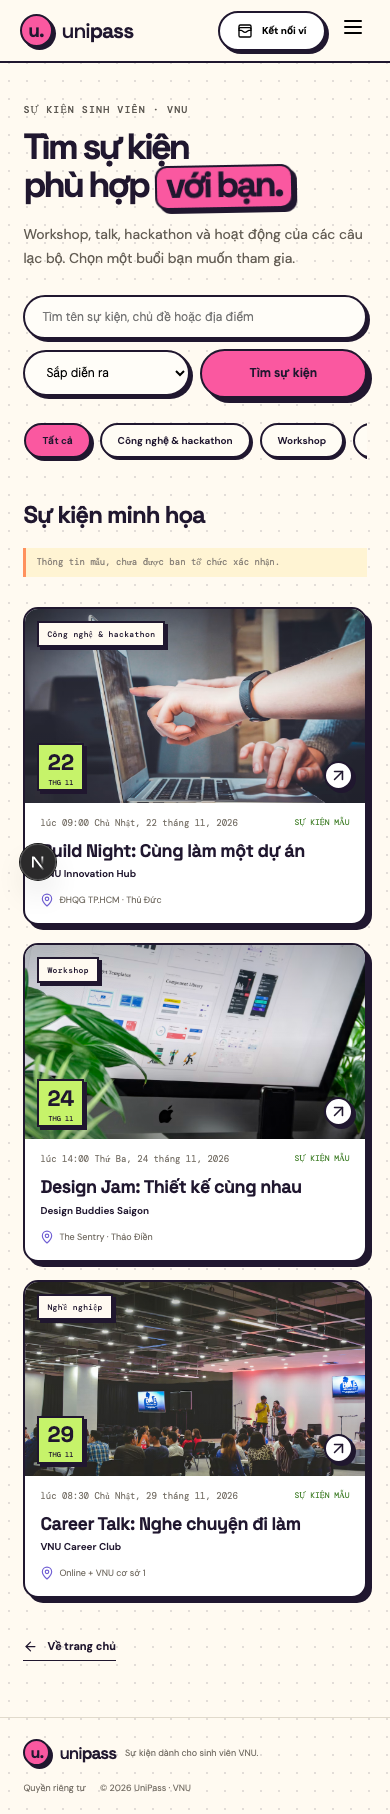 u. unipass
Kết nối ví
SỰ KIỆN SINH VIÊN · VNU
Tìm sự kiện
phù hợp với bạn.
Workshop, talk, hackathon và hoạt động của các câu
lạc bộ. Chọn một buổi bạn muốn tham gia.
Tìm tên sự kiện, chủ đề hoặc địa điểm
Sắp diễn ra
Tìm sự kiện
Tất cả
Công nghệ & hackathon
Workshop
Sự kiện minh họa
Thông tin mẫu, chưa được ban tổ chức xác nhận.
Công nghệ & hackathon
22
THG 11
lúc 09:00 Chủ Nhật, 22 tháng 11, 2026
SỰ KIỆN MẪU
uild Night: Cùng làm một dự án
N
U Innovation Hub
ĐHQG TP.HCM · Thủ Đức
Workshop
Component Library
24
THG 11
lúc 14:00 Thứ Ba, 24 tháng 11, 2026
SỰ KIỆN MẪU
Design Jam: Thiết kế cùng nhau
Design Buddies Saigon
The Sentry · Thảo Điền
Nghề nghiệp
29
THG 11
lúc 08:30 Chủ Nhật, 29 tháng 11, 2026
SỰ KIỆN MẪU
Career Talk: Nghe chuyện đi làm
VNU Career Club
Online + VNU cơ sở 1
Về trang chủ
u. unipass
Sự kiện dành cho sinh viên VNU.
Quyền riêng tư
© 2026 UniPass · VNU